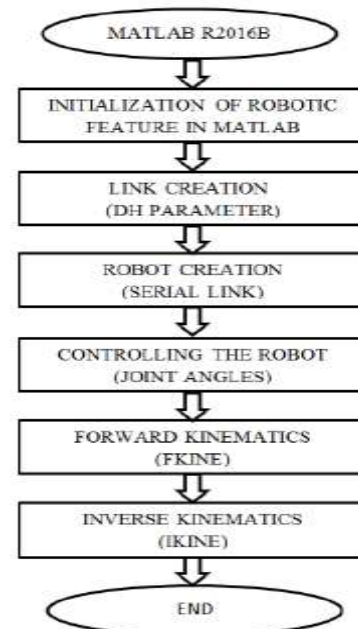 MATLAB R2016B
INITIALIZATION OF ROBOTIC
FEATURE IN MATLAB
LINK CREATION
(DH PARAMETER)
ROBOT CREATION
(SERIAL LINK)
CONTROLLING THE ROBOT
(JOINT ANGLES)
FORWARD KINEMATICS
(FKINE)
INVERSE KINEMATICS
(IKINE)
END